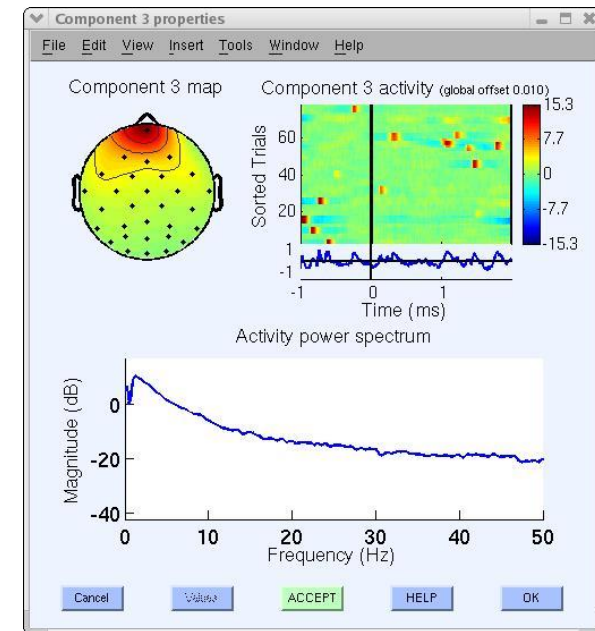 Component 3 properties
File Edit View Insert Tools Window Help
Component 3 map
Component 3 activity (global offset 0.010)
Sorted Trials
60
40
20
15.3
7.7
0
-7.7
-15.3
1
-1
-1 0 1
Time (ms)
Activity power spectrum
Magnitude (dB)
0
-20
-40
0 10 20 30 40 50
Frequency (Hz)
Cancel Values ACCEPT HELP OK